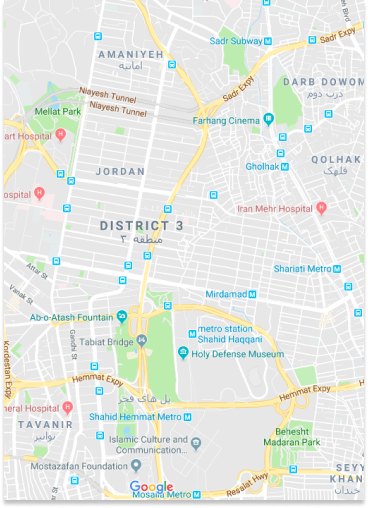 Blvd
Sadr Subway
Sadr Expy
AMANIYEH
امانیه
Sadr Expy
DARB DOWOM
درب دوم
Niayesh Tunnel
Niayesh Tunnel
Mellat Park
Farhang Cinema
art Hospital
Gholhak
QOLHAK
قلهک
JORDAN
ospital
Iran Mehr Hospital
DISTRICT 3
منطقه ۳
Attar St
Shariati Metro
Vanak St
Mirdamad
Ab-o-Atash Fountain
metro station
Shahid Haqqani
Gandhi St
Tabiat Bridge
Holy Defense Museum
Kordestan Expy
Hemmat Expy
Hemmat Expy
پل های فجر
neral Hospital
Shahid Hemmat Metro
TAVANIR
توانیر
Behesht
Madaran Park
Islamic Culture and
Communication...
Mostazafan Foundation
SEYY
KHAN
خندان
Resalat Hwy
Google
Mosalla Metro